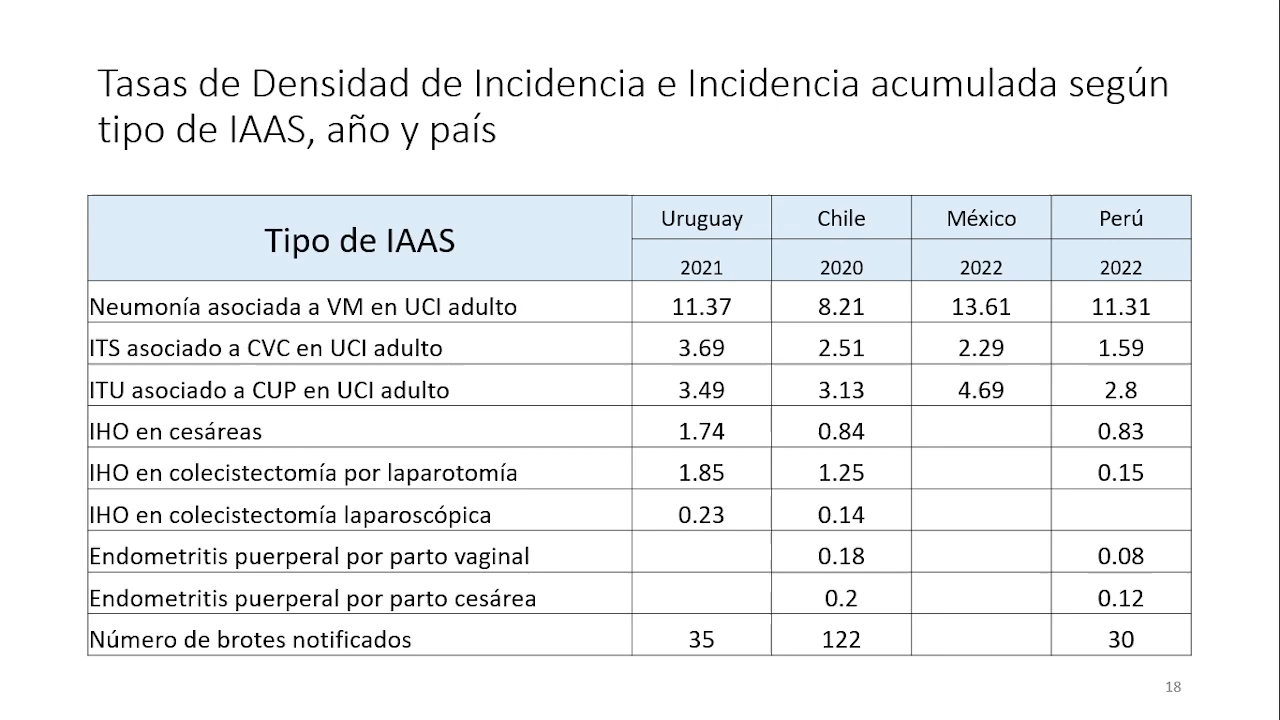 Tasas de Densidad de Incidencia e Incidencia acumulada según
tipo de IAAS, año y país
Tipo de IAAS Uruguay Chile México Perú
2021 2020 2022 2022
Neumonía asociada a VM en UCI adulto 11.37 8.21 13.61 11.31
ITS asociado a CVC en UCI adulto 3.69 2.51 2.29 1.59
ITU asociado a CUP en UCI adulto 3.49 3.13 4.69 2.8
IHO en cesáreas 1.74 0.84 0.83
IHO en colecistectomía por laparotomía 1.85 1.25 0.15
IHO en colecistectomía laparoscópica 0.23 0.14
Endometritis puerperal por parto vaginal 0.18 0.08
Endometritis puerperal por parto cesárea 0.2 0.12
Número de brotes notificados 35 122 30
18